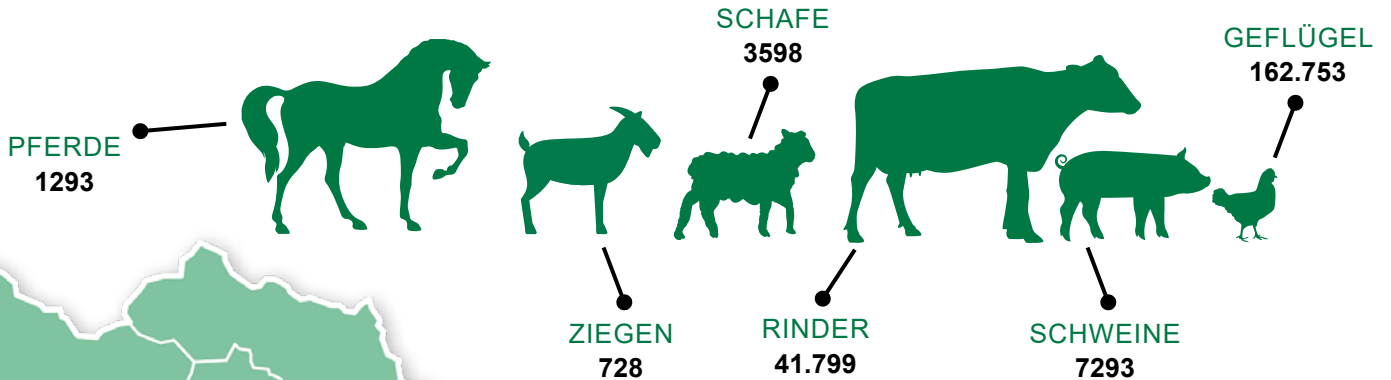 SCHAFE
3598
GEFLÜGEL
162.753
PFERDE
1293
ZIEGEN
728
RINDER
41.799
SCHWEINE
7293